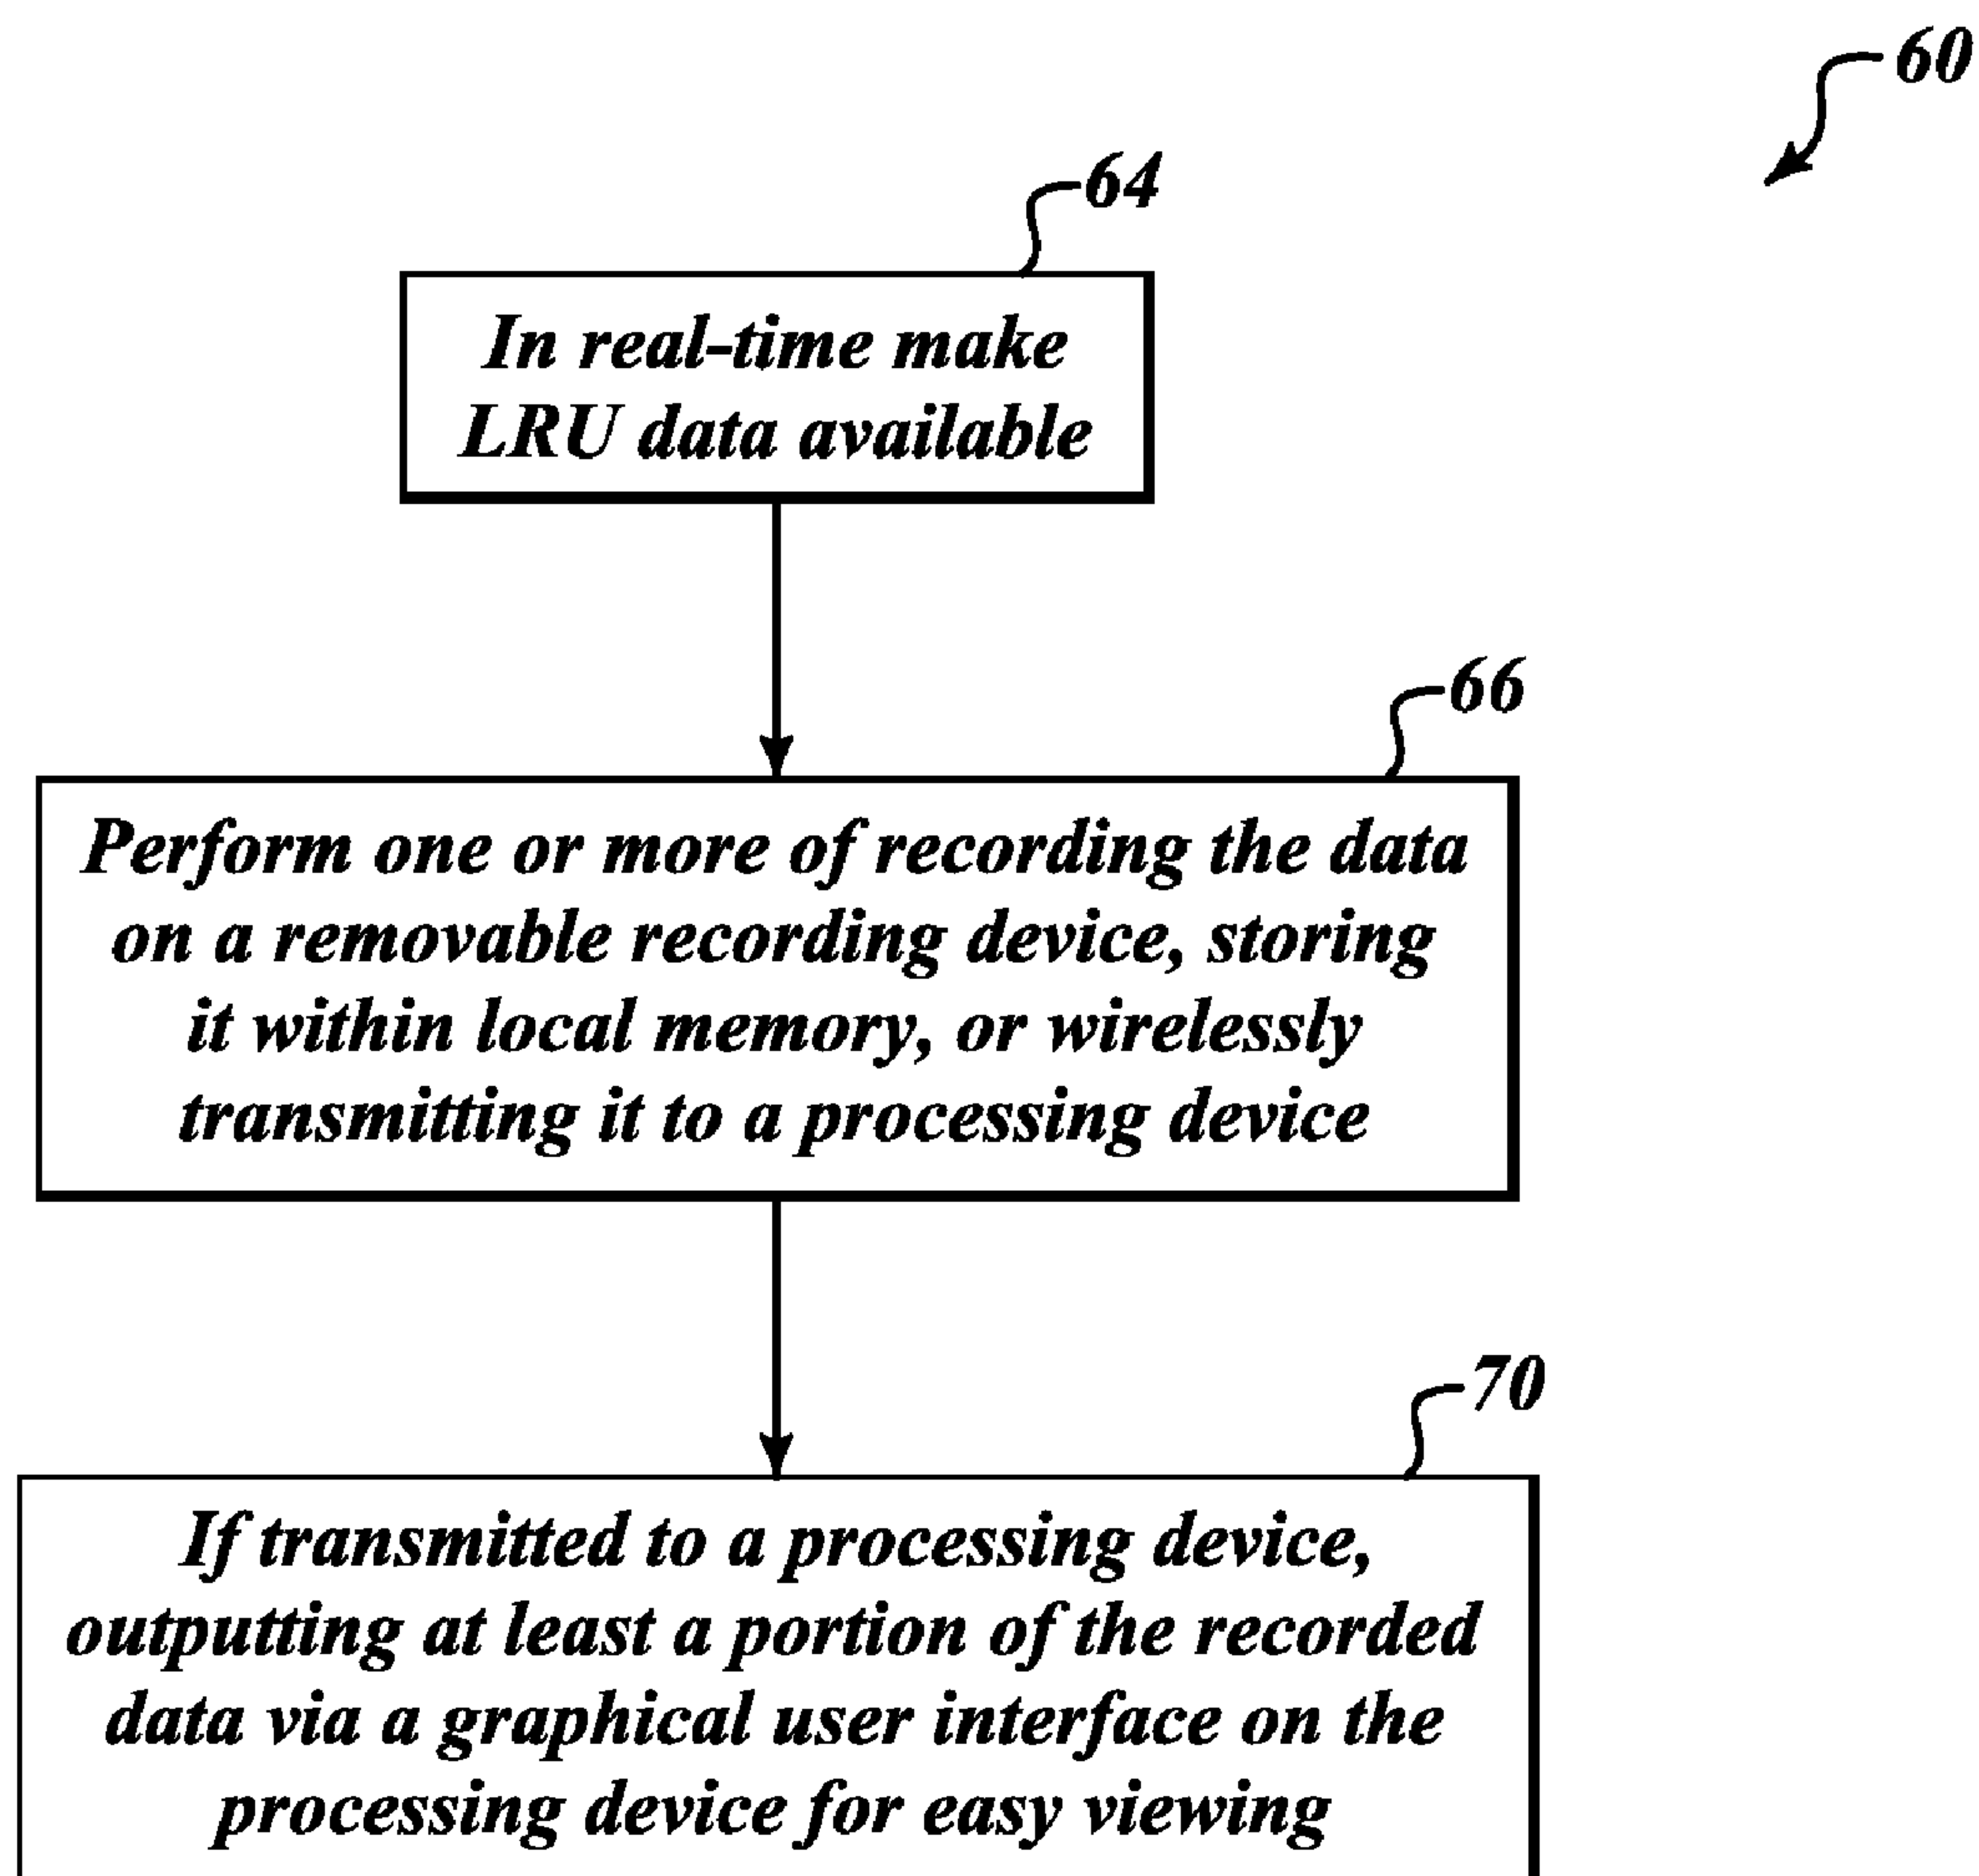 60
64
In real-time make
LRU data available
66
Perform one or more of recording the data
on a removable recording device, storing
it within local memory, or wirelessly
transmitting it to a processing device
70
If transmitted to a processing device,
outputting at least a portion of the recorded
data via a graphical user interface on the
processing device for easy viewing